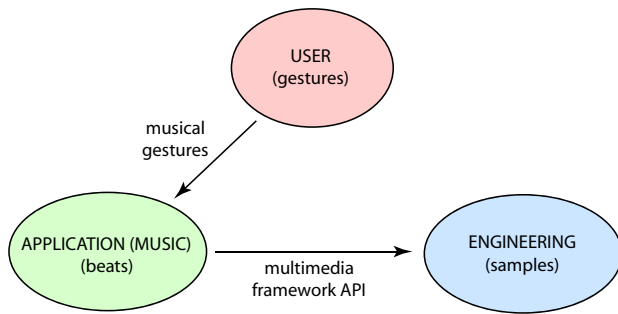 USER
(gestures)
musical
gestures
APPLICATION (MUSIC)
(beats)
multimedia
framework API
ENGINEERING
(samples)